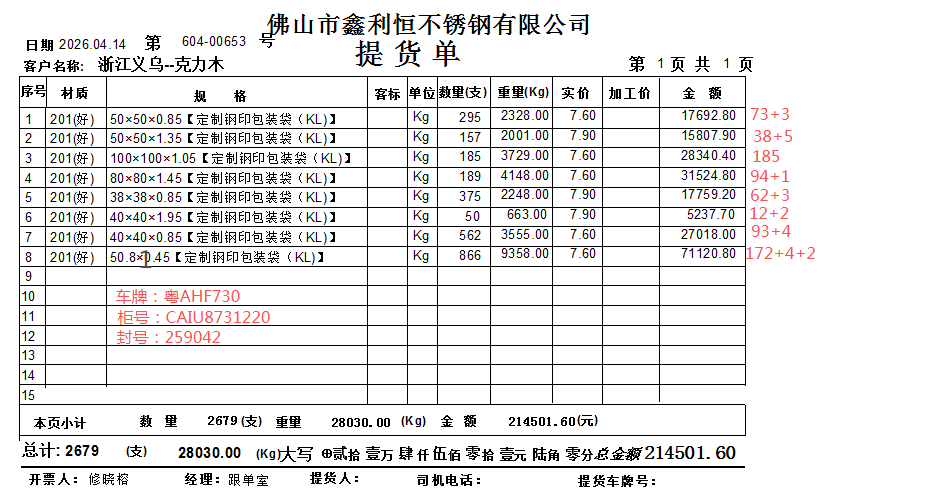 佛山市鑫利恒不锈钢有限公司
日期 2026.04.14 第 604-00653 号
提货单
客户名称: 浙江义乌--克力木 第 1 页 共 1 页
序号 材质 规 格 客标 单位 数量(支) 重量(Kg) 实价 加工价 金 额
1 201(好) 50×50×0.85【定制钢印包装袋（KL)】 Kg 295 2328.00 7.60 17692.80 73+3
2 201(好) 50×50×1.35【定制钢印包装袋（KL)】 Kg 157 2001.00 7.90 15807.90 38+5
3 201(好) 100×100×1.05【定制钢印包装袋（KL)】 Kg 185 3729.00 7.60 28340.40 185
4 201(好) 80×80×1.45【定制钢印包装袋（KL)】 Kg 189 4148.00 7.60 31524.80 94+1
5 201(好) 38×38×0.85【定制钢印包装袋（KL)】 Kg 375 2248.00 7.90 17759.20 62+3
6 201(好) 40×40×1.95【定制钢印包装袋（KL)】 Kg 50 663.00 7.90 5237.70 12+2
7 201(好) 40×40×0.85【定制钢印包装袋（KL)】 Kg 562 3555.00 7.60 27018.00 93+4
8 201(好) 50.8×0.45【定制钢印包装袋（KL)】 Kg 866 9358.00 7.60 71120.80 172+4+2
9
10 车牌：粤AHF730
11 柜号：CAIU8731220
12 封号：259042
13
14
15
本页小计 数 量 2679(支) 重量 28030.00 (Kg) 金 额 214501.60(元)
总计: 2679 (支) 28030.00 (Kg)大写 ⊕贰拾 壹万 肆仟 伍佰 零拾 壹元 陆角 零分 总金额 214501.60
开票人: 修晓榕 经理: 跟单室 提货人: 司机电话: 提货车牌号: